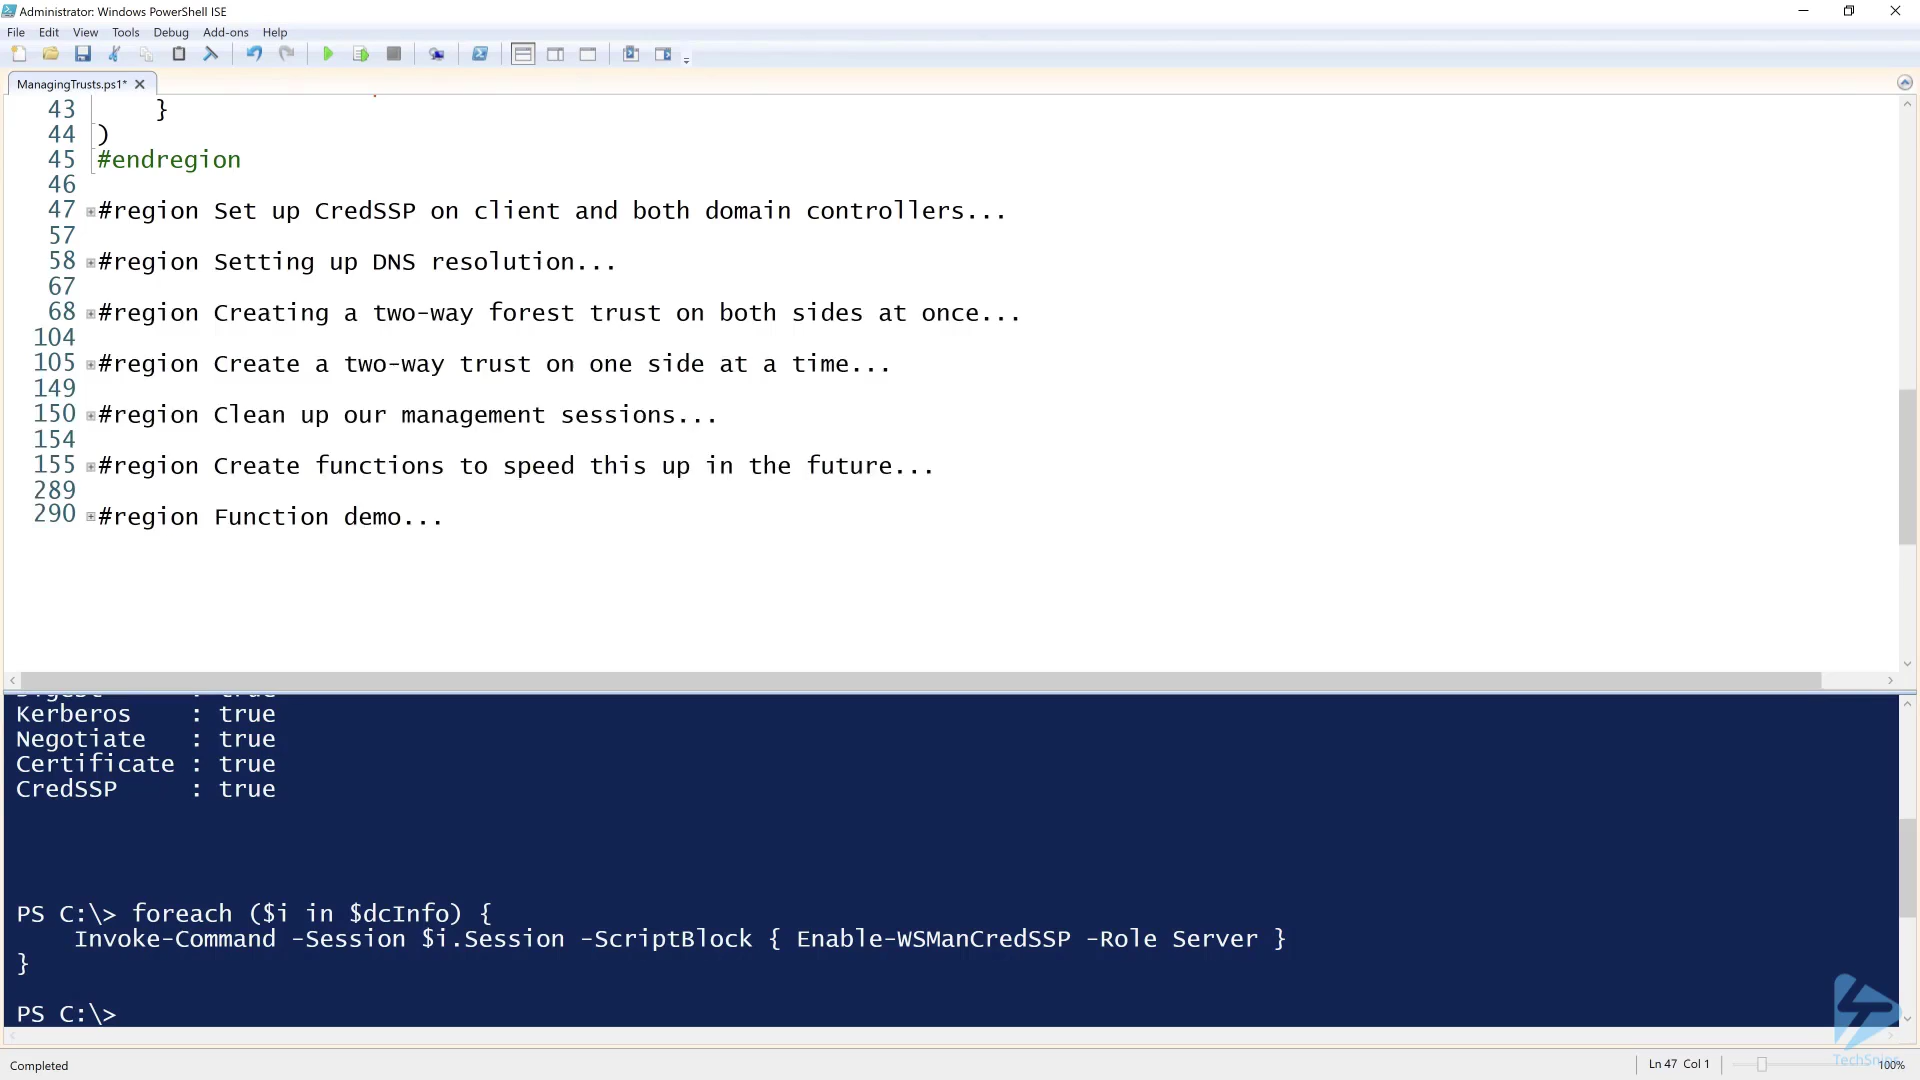 Administrator: Windows PowerShell ISE
File Edit View Tools Debug Add-ons Help
ManagingTrusts.ps1*
43 }
44 )
45 #endregion
46
47 #region Set up CredSSP on client and both domain controllers...
57
58 #region Setting up DNS resolution...
67
68 #region Creating a two-way forest trust on both sides at once...
104
105 #region Create a two-way trust on one side at a time...
149
150 #region Clean up our management sessions...
154
155 #region Create functions to speed this up in the future...
289
290 #region Function demo...
Kerberos : true
Negotiate : true
Certificate : true
CredSSP : true
PS C:\> foreach ($i in $dcInfo) {
Invoke-Command -Session $i.Session -ScriptBlock { Enable-WSManCredSSP -Role Server }
}
PS C:\>
Completed
Ln 47 Col 1
100%